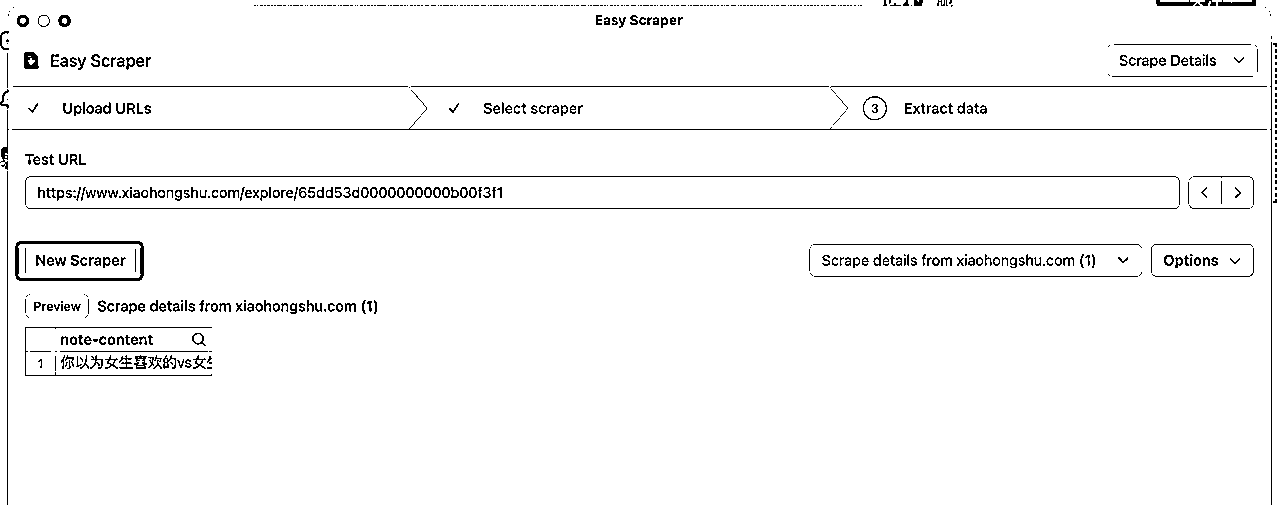 Easy Scraper
Easy Scraper
Scrape Details
Upload URLs
Select scraper
3 Extract data
Test URL
https://www.xiaohongshu.com/explore/65dd53d0000000000b00f3f1
New Scraper
Scrape details from xiaohongshu.com (1)
Options
Preview Scrape details from xiaohongshu.com (1)
note-content
1 你以为女生喜欢的vs女生